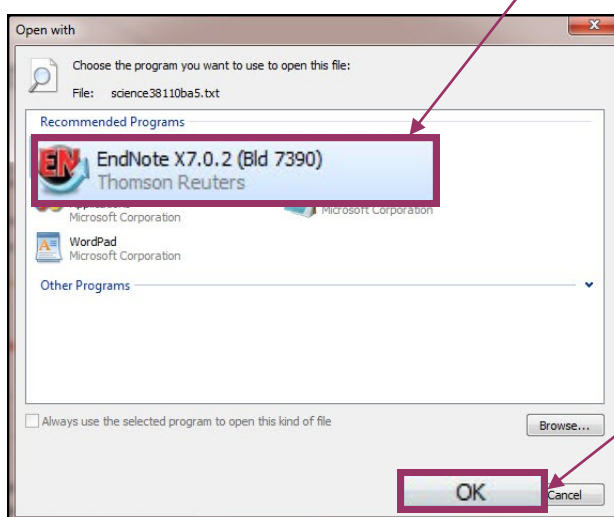 Open with
Choose the program you want to use to open this file:
File: science38110ba5.txt
Recommended Programs
EN
EndNote X7.0.2 (Bld 7390)
Thomson Reuters
Microsoft Corporation
Microsoft Corporation
A
WordPad
Microsoft Corporation
Other Programs
Always use the selected program to open this kind of file
Browse...
OK
Cancel